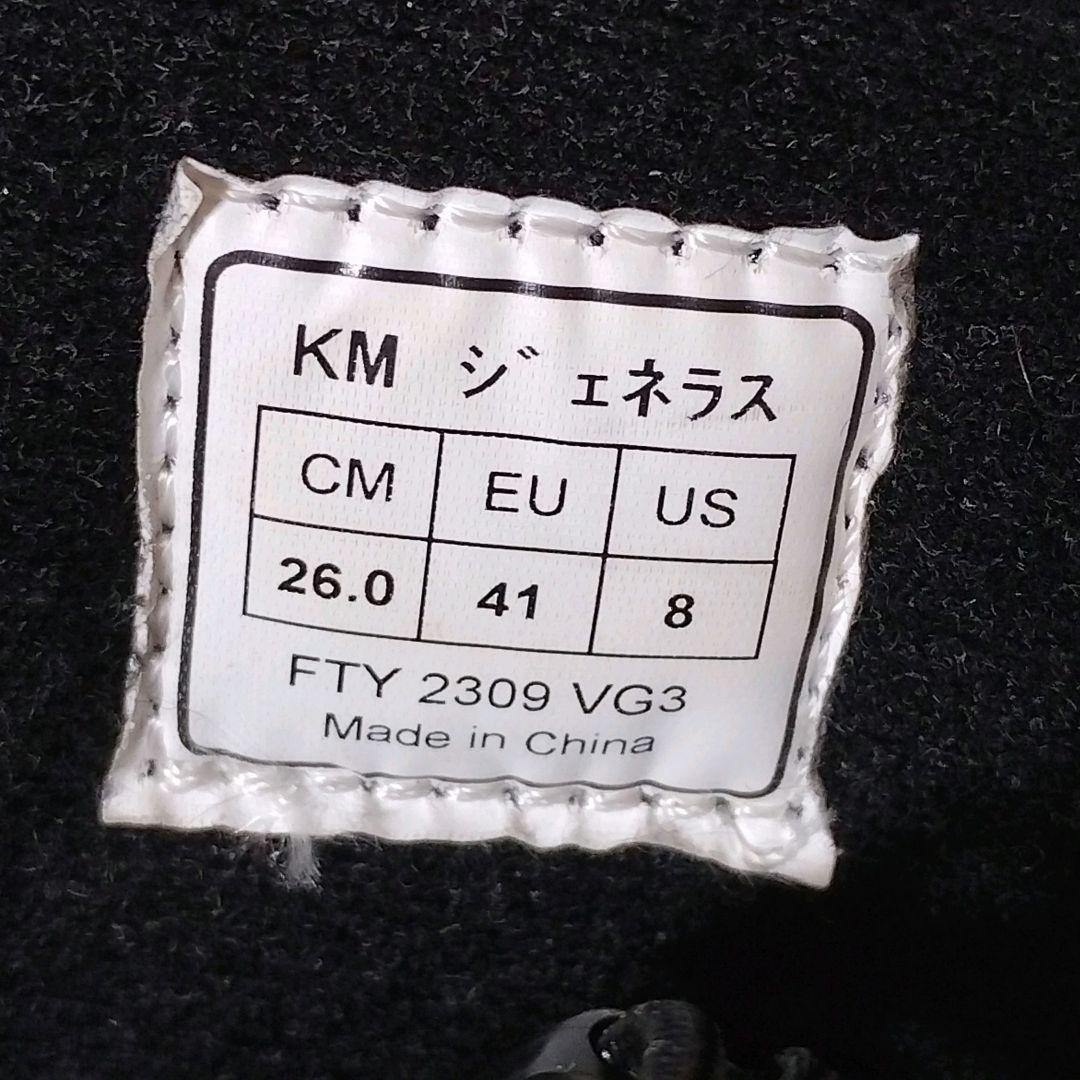 KM ジェネラス
CM EU US
26.0 41 8
FTY 2309 VG3
Made in China